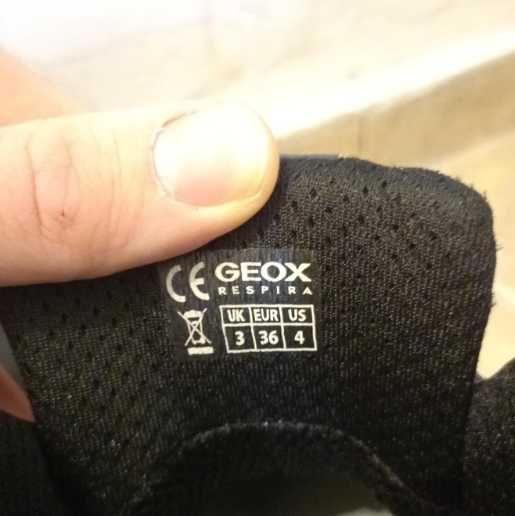 CE GEOX
RESPIRA
UK EUR US
3 36 4